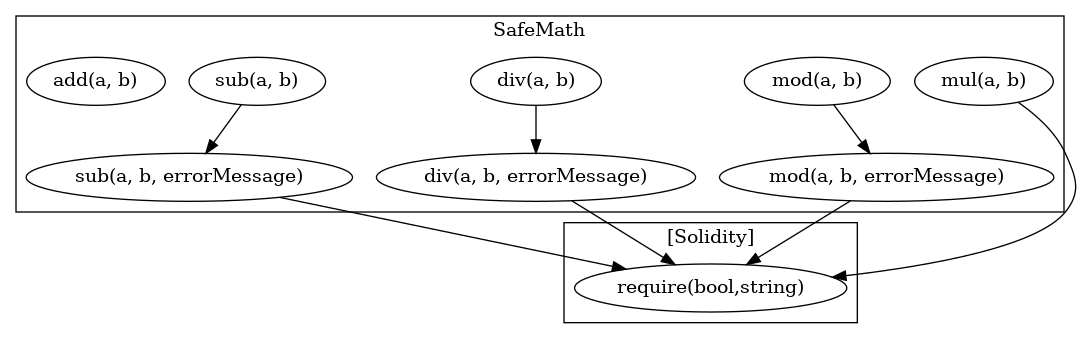 SafeMath
add(a, b)
sub(a, b)
div(a, b)
mod(a, b)
mul(a, b)
sub(a, b, errorMessage)
div(a, b, errorMessage)
mod(a, b, errorMessage)
[Solidity]
require(bool,string)